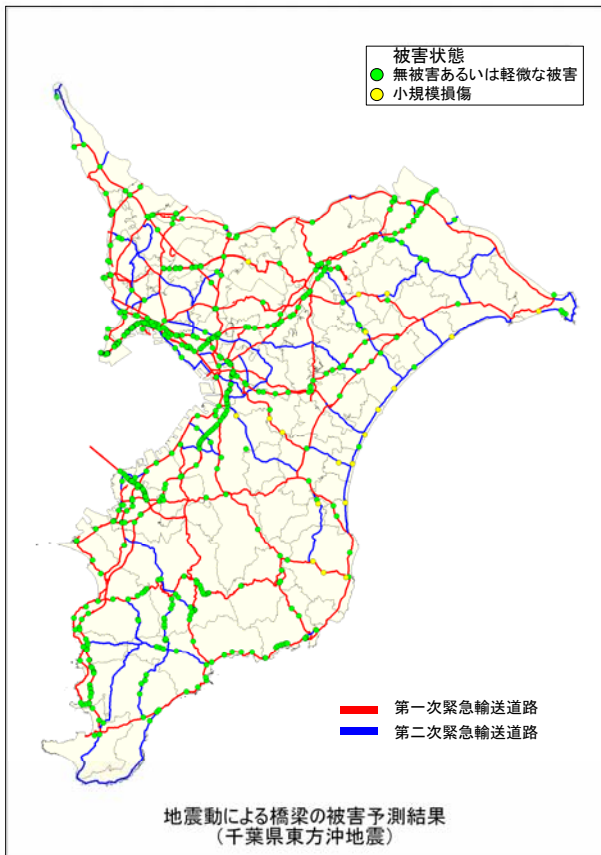 被害状態
無被害あるいは軽微な被害
小規模損傷
第一次緊急輸送道路
第二次緊急輸送道路
地震動による橋梁の被害予測結果
(千葉県東方沖地震)